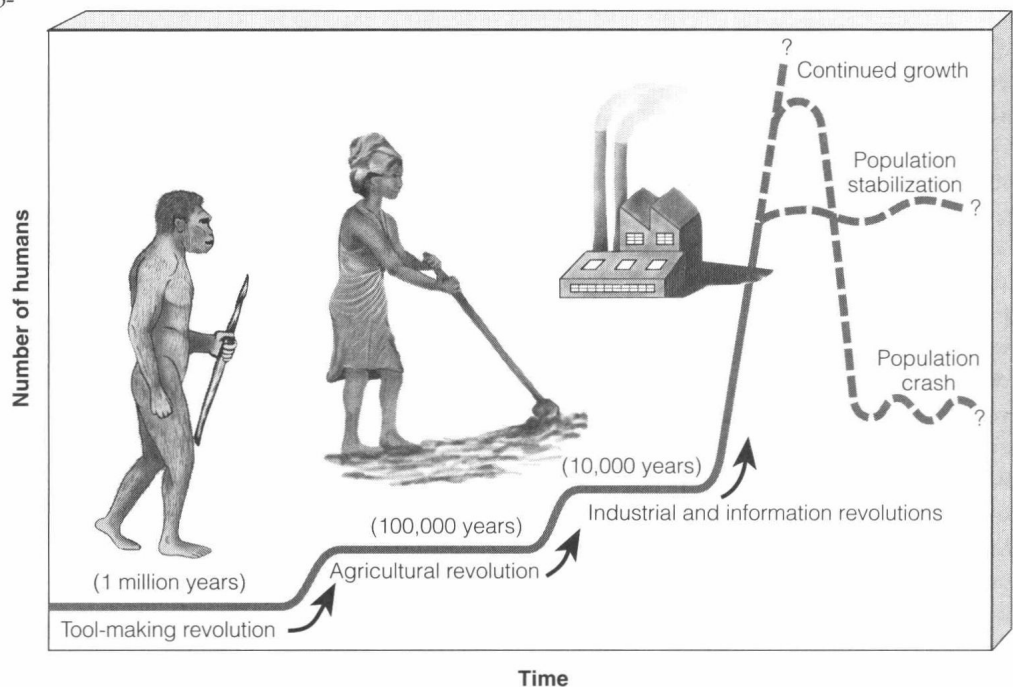 ?
Continued growth
Population
stabilization
?
Population
crash
?
Number of humans
(10,000 years)
Industrial and information revolutions
(100,000 years)
Agricultural revolution
(1 million years)
Tool-making revolution
Time